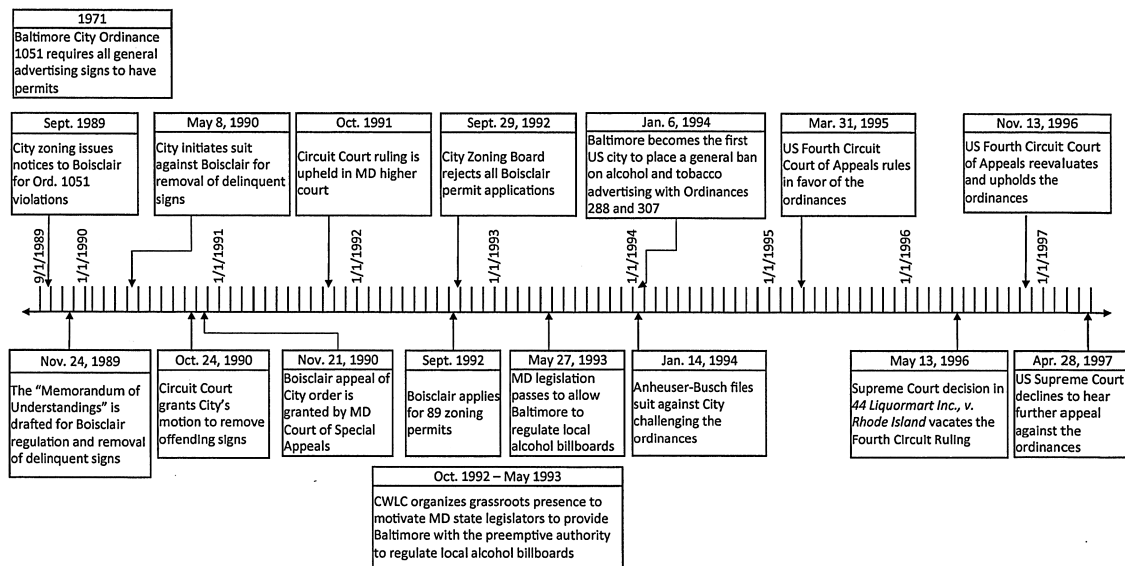 1971
Baltimore City Ordinance
1051 requires all general
advertising signs to have
permits
Sept. 1989
City zoning issues
notices to Boisclair
for Ord. 1051
violations
May 8, 1990
City initiates suit
against Boisclair for
removal of delinquent
signs
Oct. 1991
Circuit Court ruling is
upheld in MD higher
court
Sept. 29, 1992
City Zoning Board
rejects all Boisclair
permit applications
Jan. 6, 1994
Baltimore becomes the first
US city to place a general ban
on alcohol and tobacco
advertising with Ordinances
288 and 307
Mar. 31, 1995
US Fourth Circuit
Court of Appeals rules
in favor of the
ordinances
Nov. 13, 1996
US Fourth Circuit Court
of Appeals reevaluates
and upholds the
ordinances
9/1/1989
1/1/1990
1/1/1991
1/1/1992
1/1/1993
1/1/1994
1/1/1995
1/1/1996
1/1/1997
Nov. 24, 1989
The “Memorandum of
Understandings” is
drafted for Boisclair
regulation and removal
of delinquent signs
Oct. 24, 1990
Circuit Court
grants City’s
motion to remove
offending signs
Nov. 21, 1990
Boisclair appeal of
City order is
granted by MD
Court of Special
Appeals
Sept. 1992
Boisclair applies
for 89 zoning
permits
May 27, 1993
MD legislation
passes to allow
Baltimore to
regulate local
alcohol billboards
Jan. 14, 1994
Anheuser-Busch files
suit against City
challenging the
ordinances
May 13, 1996
Supreme Court decision in
44 Liquormart Inc., v.
Rhode Island vacates the
Fourth Circuit Ruling
Apr. 28, 1997
US Supreme Court
declines to hear
further appeal
against the
ordinances
Oct. 1992 – May 1993
CWLC organizes grassroots presence to
motivate MD state legislators to provide
Baltimore with the preemptive authority
to regulate local alcohol billboards